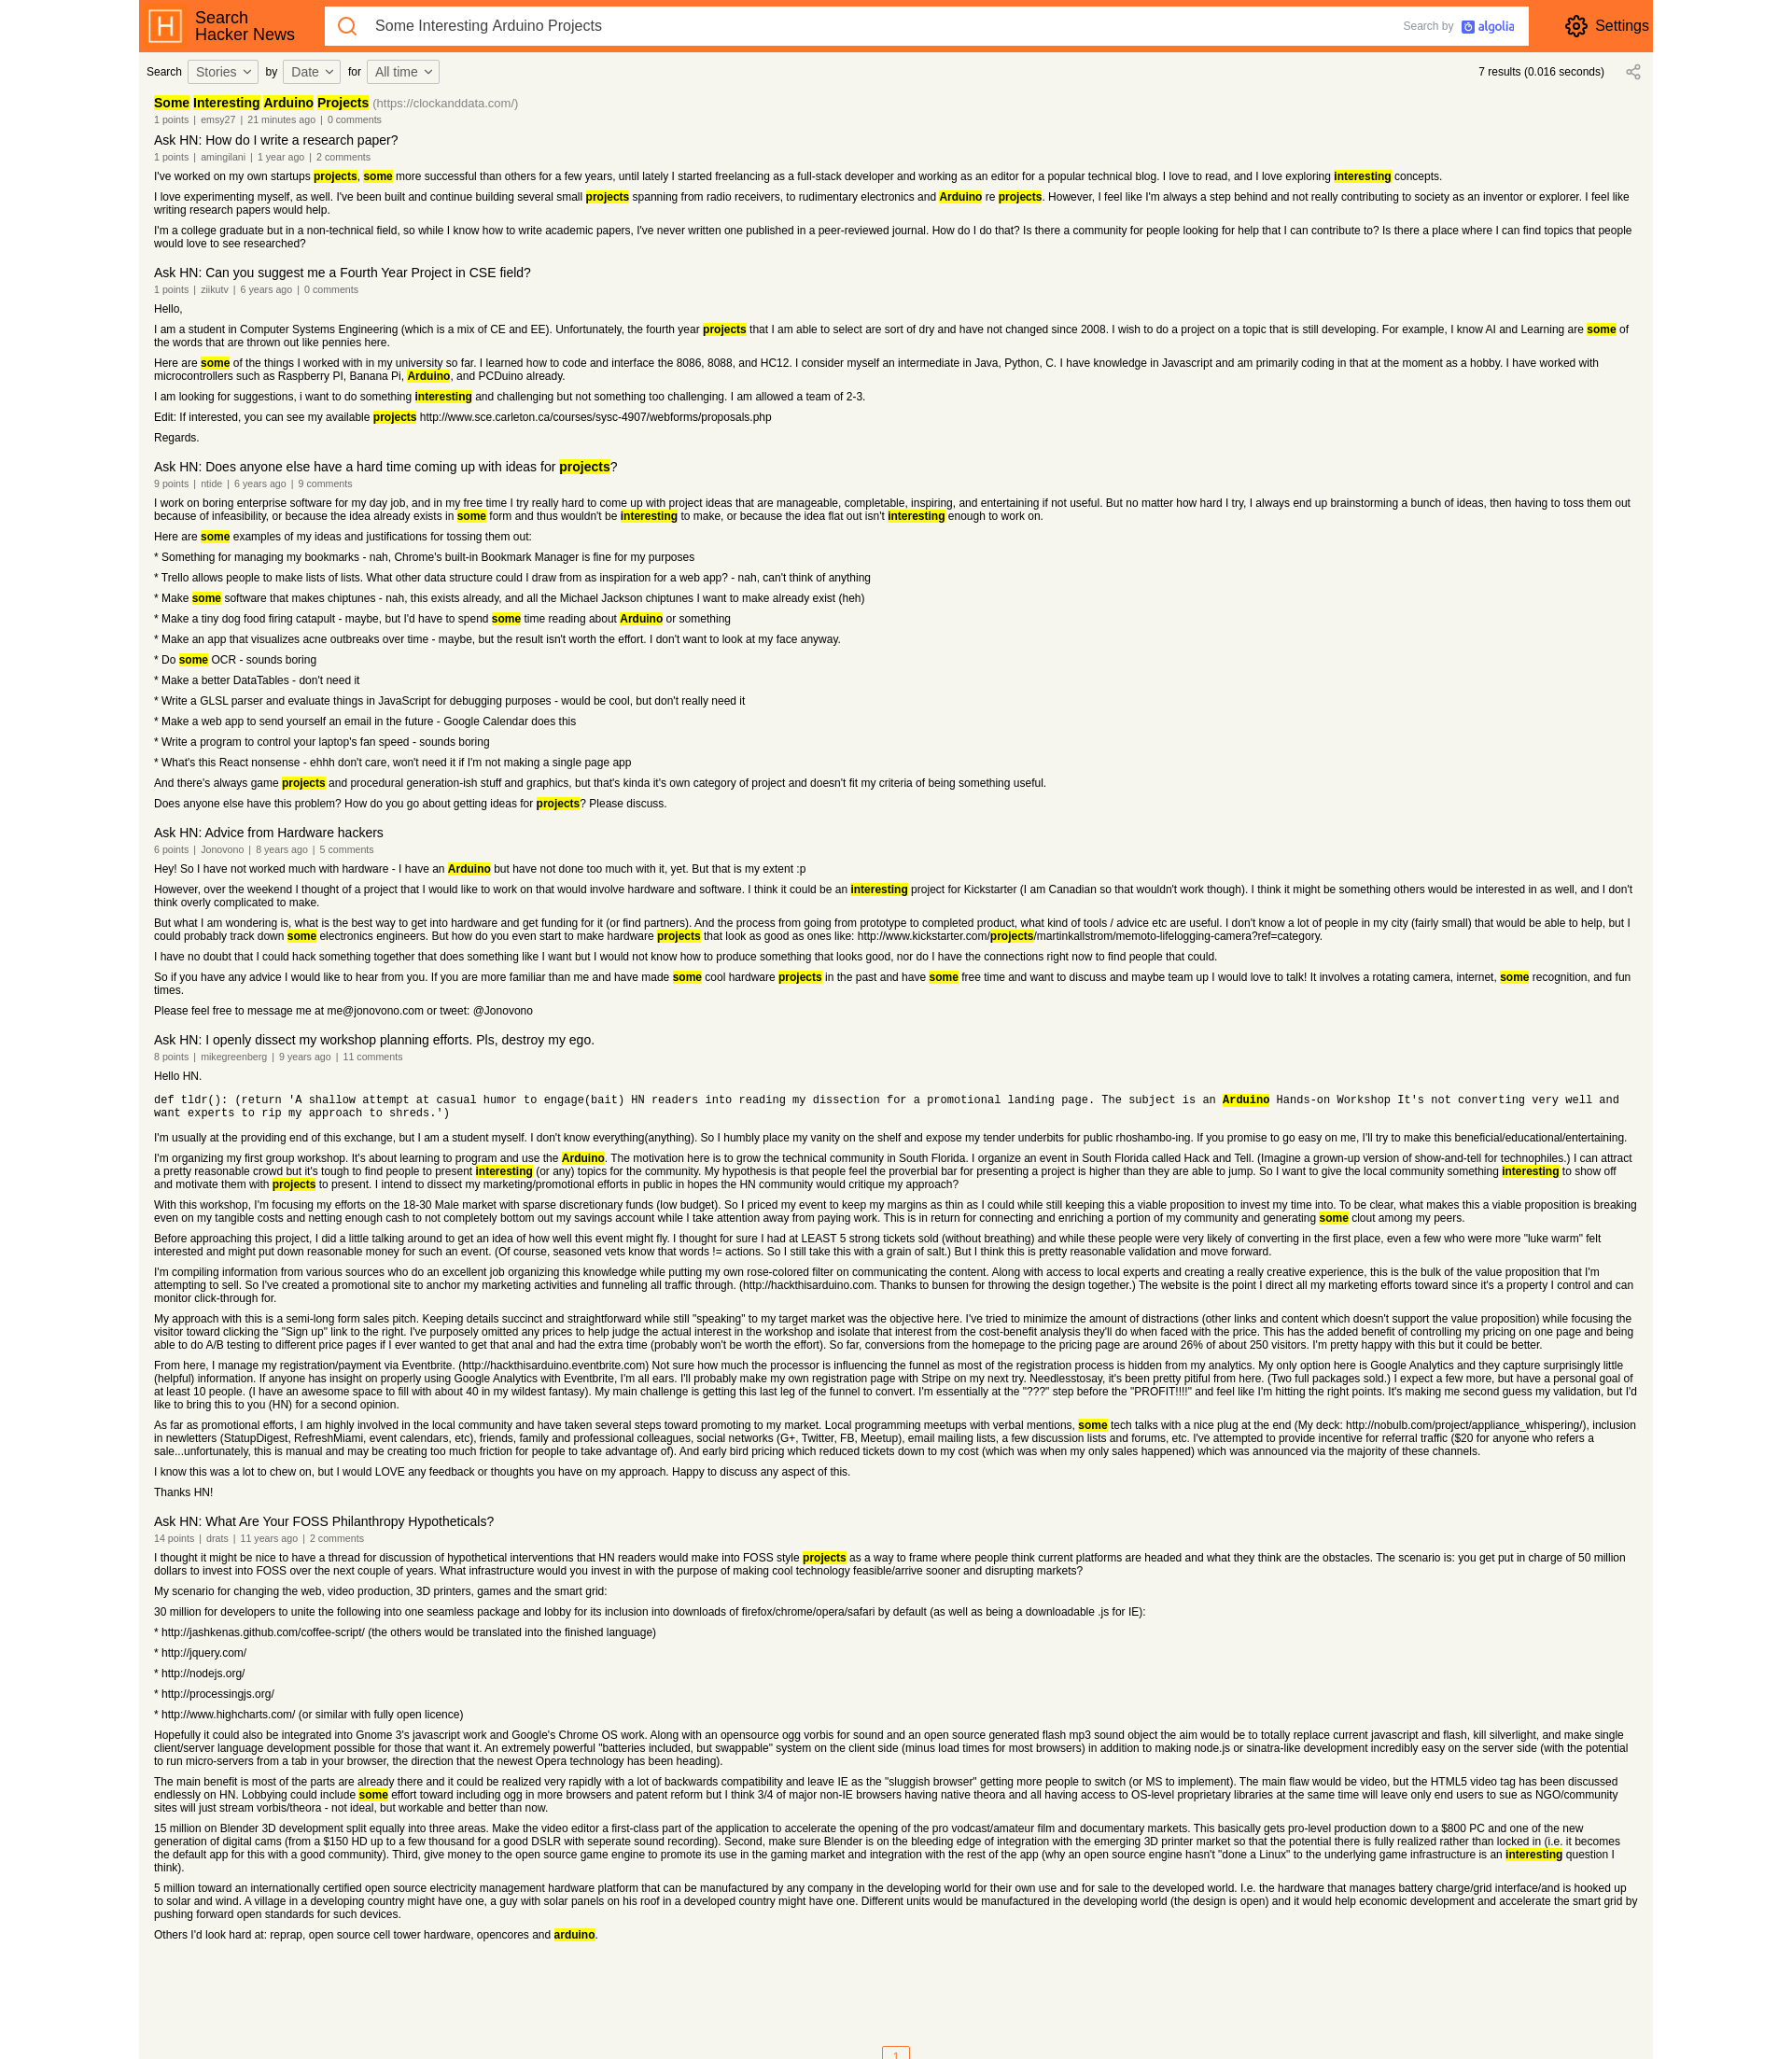 Search
Hacker News
Some Interesting Arduino Projects
Search by algolia
Settings
Search Stories by Date for All time
7 results (0.016 seconds)
Some Interesting Arduino Projects (https://clockanddata.com/)
1 points | emsy27 | 21 minutes ago | 0 comments
Ask HN: How do I write a research paper?
1 points | amingilani | 1 year ago | 2 comments
I've worked on my own startups projects, some more successful than others for a few years, until lately I started freelancing as a full-stack developer and working as an editor for a popular technical blog. I love to read, and I love exploring interesting concepts.
I love experimenting myself, as well. I've been built and continue building several small projects spanning from radio receivers, to rudimentary electronics and Arduino re projects. However, I feel like I'm always a step behind and not really contributing to society as an inventor or explorer. I feel like
writing research papers would help.
I'm a college graduate but in a non-technical field, so while I know how to write academic papers, I've never written one published in a peer-reviewed journal. How do I do that? Is there a community for people looking for help that I can contribute to? Is there a place where I can find topics that people
would love to see researched?
Ask HN: Can you suggest me a Fourth Year Project in CSE field?
1 points | ziikutv | 6 years ago | 0 comments
Hello,
I am a student in Computer Systems Engineering (which is a mix of CE and EE). Unfortunately, the fourth year projects that I am able to select are sort of dry and have not changed since 2008. I wish to do a project on a topic that is still developing. For example, I know AI and Learning are some of
the words that are thrown out like pennies here.
Here are some of the things I worked with in my university so far. I learned how to code and interface the 8086, 8088, and HC12. I consider myself an intermediate in Java, Python, C. I have knowledge in Javascript and am primarily coding in that at the moment as a hobby. I have worked with
microcontrollers such as Raspberry PI, Banana Pi, Arduino, and PCDuino already.
I am looking for suggestions, i want to do something interesting and challenging but not something too challenging. I am allowed a team of 2-3.
Edit: If interested, you can see my available projects http://www.sce.carleton.ca/courses/sysc-4907/webforms/proposals.php
Regards.
Ask HN: Does anyone else have a hard time coming up with ideas for projects?
9 points | ntide | 6 years ago | 9 comments
I work on boring enterprise software for my day job, and in my free time I try really hard to come up with project ideas that are manageable, completable, inspiring, and entertaining if not useful. But no matter how hard I try, I always end up brainstorming a bunch of ideas, then having to toss them out
because of infeasibility, or because the idea already exists in some form and thus wouldn't be interesting to make, or because the idea flat out isn't interesting enough to work on.
Here are some examples of my ideas and justifications for tossing them out:
* Something for managing my bookmarks - nah, Chrome's built-in Bookmark Manager is fine for my purposes
* Trello allows people to make lists of lists. What other data structure could I draw from as inspiration for a web app? - nah, can't think of anything
* Make some software that makes chiptunes - nah, this exists already, and all the Michael Jackson chiptunes I want to make already exist (heh)
* Make a tiny dog food firing catapult - maybe, but I'd have to spend some time reading about Arduino or something
* Make an app that visualizes acne outbreaks over time - maybe, but the result isn't worth the effort. I don't want to look at my face anyway.
* Do some OCR - sounds boring
* Make a better DataTables - don't need it
* Write a GLSL parser and evaluate things in JavaScript for debugging purposes - would be cool, but don't really need it
* Make a web app to send yourself an email in the future - Google Calendar does this
* Write a program to control your laptop's fan speed - sounds boring
* What's this React nonsense - ehhh don't care, won't need it if I'm not making a single page app
And there's always game projects and procedural generation-ish stuff and graphics, but that's kinda it's own category of project and doesn't fit my criteria of being something useful.
Does anyone else have this problem? How do you go about getting ideas for projects? Please discuss.
Ask HN: Advice from Hardware hackers
6 points | Jonovono | 8 years ago | 5 comments
Hey! So I have not worked much with hardware - I have an Arduino but have not done too much with it, yet. But that is my extent :p
However, over the weekend I thought of a project that I would like to work on that would involve hardware and software. I think it could be an interesting project for Kickstarter (I am Canadian so that wouldn't work though). I think it might be something others would be interested in as well, and I don't
think overly complicated to make.
But what I am wondering is, what is the best way to get into hardware and get funding for it (or find partners). And the process from going from prototype to completed product, what kind of tools / advice etc are useful. I don't know a lot of people in my city (fairly small) that would be able to help, but I
could probably track down some electronics engineers. But how do you even start to make hardware projects that look as good as ones like: http://www.kickstarter.com/projects/martinkallstrom/memoto-lifelogging-camera?ref=category.
I have no doubt that I could hack something together that does something like I want but I would not know how to produce something that looks good, nor do I have the connections right now to find people that could.
So if you have any advice I would like to hear from you. If you are more familiar than me and have made some cool hardware projects in the past and have some free time and want to discuss and maybe team up I would love to talk! It involves a rotating camera, internet, some recognition, and fun
times.
Please feel free to message me at me@jonovono.com or tweet: @Jonovono
Ask HN: I openly dissect my workshop planning efforts. Pls, destroy my ego.
8 points | mikegreenberg | 9 years ago | 11 comments
Hello HN.
def tldr(): (return 'A shallow attempt at casual humor to engage(bait) HN readers into reading my dissection for a promotional landing page. The subject is an Arduino Hands-on Workshop It's not converting very well and
want experts to rip my approach to shreds.')
I'm usually at the providing end of this exchange, but I am a student myself. I don't know everything(anything). So I humbly place my vanity on the shelf and expose my tender underbits for public rhoshambo-ing. If you promise to go easy on me, I'll try to make this beneficial/educational/entertaining.
I'm organizing my first group workshop. It's about learning to program and use the Arduino. The motivation here is to grow the technical community in South Florida. I organize an event in South Florida called Hack and Tell. (Imagine a grown-up version of show-and-tell for technophiles.) I can attract
a pretty reasonable crowd but it's tough to find people to present interesting (or any) topics for the community. My hypothesis is that people feel the proverbial bar for presenting a project is higher than they are able to jump. So I want to give the local community something interesting to show off
and motivate them with projects to present. I intend to dissect my marketing/promotional efforts in public in hopes the HN community would critique my approach?
With this workshop, I'm focusing my efforts on the 18-30 Male market with sparse discretionary funds (low budget). So I priced my event to keep my margins as thin as I could while still keeping this a viable proposition to invest my time into. To be clear, what makes this a viable proposition is breaking
even on my tangible costs and netting enough cash to not completely bottom out my savings account while I take attention away from paying work. This is in return for connecting and enriching a portion of my community and generating some clout among my peers.
Before approaching this project, I did a little talking around to get an idea of how well this event might fly. I thought for sure I had at LEAST 5 strong tickets sold (without breathing) and while these people were very likely of converting in the first place, even a few who were more "luke warm" felt
interested and might put down reasonable money for such an event. (Of course, seasoned vets know that words != actions. So I still take this with a grain of salt.) But I think this is pretty reasonable validation and move forward.
I'm compiling information from various sources who do an excellent job organizing this knowledge while putting my own rose-colored filter on communicating the content. Along with access to local experts and creating a really creative experience, this is the bulk of the value proposition that I'm
attempting to sell. So I've created a promotional site to anchor my marketing activities and funneling all traffic through. (http://hackthisarduino.com. Thanks to bunsen for throwing the design together.) The website is the point I direct all my marketing efforts toward since it's a property I control and can
monitor click-through for.
My approach with this is a semi-long form sales pitch. Keeping details succinct and straightforward while still "speaking" to my target market was the objective here. I've tried to minimize the amount of distractions (other links and content which doesn't support the value proposition) while focusing the
visitor toward clicking the "Sign up" link to the right. I've purposely omitted any prices to help judge the actual interest in the workshop and isolate that interest from the cost-benefit analysis they'll do when faced with the price. This has the added benefit of controlling my pricing on one page and being
able to do A/B testing to different price pages if I ever wanted to get that anal and had the extra time (probably won't be worth the effort). So far, conversions from the homepage to the pricing page are around 26% of about 250 visitors. I'm pretty happy with this but it could be better.
From here, I manage my registration/payment via Eventbrite. (http://hackthisarduino.eventbrite.com) Not sure how much the processor is influencing the funnel as most of the registration process is hidden from my analytics. My only option here is Google Analytics and they capture surprisingly little
(helpful) information. If anyone has insight on properly using Google Analytics with Eventbrite, I'm all ears. I'll probably make my own registration page with Stripe on my next try. Needlesstosay, it's been pretty pitiful from here. (Two full packages sold.) I expect a few more, but have a personal goal of
at least 10 people. (I have an awesome space to fill with about 40 in my wildest fantasy). My main challenge is getting this last leg of the funnel to convert. I'm essentially at the "???" step before the "PROFIT!!!!" and feel like I'm hitting the right points. It's making me second guess my validation, but I'd
like to bring this to you (HN) for a second opinion.
As far as promotional efforts, I am highly involved in the local community and have taken several steps toward promoting to my market. Local programming meetups with verbal mentions, some tech talks with a nice plug at the end (My deck: http://nobulb.com/project/appliance_whispering/), inclusion
in newletters (StatupDigest, RefreshMiami, event calendars, etc), friends, family and professional colleagues, social networks (G+, Twitter, FB, Meetup), email mailing lists, a few discussion lists and forums, etc. I've attempted to provide incentive for referral traffic ($20 for anyone who refers a
sale...unfortunately, this is manual and may be creating too much friction for people to take advantage of). And early bird pricing which reduced tickets down to my cost (which was when my only sales happened) which was announced via the majority of these channels.
I know this was a lot to chew on, but I would LOVE any feedback or thoughts you have on my approach. Happy to discuss any aspect of this.
Thanks HN!
Ask HN: What Are Your FOSS Philanthropy Hypotheticals?
14 points | drats | 11 years ago | 2 comments
I thought it might be nice to have a thread for discussion of hypothetical interventions that HN readers would make into FOSS style projects as a way to frame where people think current platforms are headed and what they think are the obstacles. The scenario is: you get put in charge of 50 million
dollars to invest into FOSS over the next couple of years. What infrastructure would you invest in with the purpose of making cool technology feasible/arrive sooner and disrupting markets?
My scenario for changing the web, video production, 3D printers, games and the smart grid:
30 million for developers to unite the following into one seamless package and lobby for its inclusion into downloads of firefox/chrome/opera/safari by default (as well as being a downloadable .js for IE):
* http://jashkenas.github.com/coffee-script/ (the others would be translated into the finished language)
* http://jquery.com/
* http://nodejs.org/
* http://processingjs.org/
* http://www.highcharts.com/ (or similar with fully open licence)
Hopefully it could also be integrated into Gnome 3's javascript work and Google's Chrome OS work. Along with an opensource ogg vorbis for sound and an open source generated flash mp3 sound object the aim would be to totally replace current javascript and flash, kill silverlight, and make single
client/server language development possible for those that want it. An extremely powerful "batteries included, but swappable" system on the client side (minus load times for most browsers) in addition to making node.js or sinatra-like development incredibly easy on the server side (with the potential
to run micro-servers from a tab in your browser, the direction that the newest Opera technology has been heading).
The main benefit is most of the parts are already there and it could be realized very rapidly with a lot of backwards compatibility and leave IE as the "sluggish browser" getting more people to switch (or MS to implement). The main flaw would be video, but the HTML5 video tag has been discussed
endlessly on HN. Lobbying could include some effort toward including ogg in more browsers and patent reform but I think 3/4 of major non-IE browsers having native theora and all having access to OS-level proprietary libraries at the same time will leave only end users to sue as NGO/community
sites will just stream vorbis/theora - not ideal, but workable and better than now.
15 million on Blender 3D development split equally into three areas. Make the video editor a first-class part of the application to accelerate the opening of the pro vodcast/amateur film and documentary markets. This basically gets pro-level production down to a $800 PC and one of the new
generation of digital cams (from a $150 HD up to a few thousand for a good DSLR with seperate sound recording). Second, make sure Blender is on the bleeding edge of integration with the emerging 3D printer market so that the potential there is fully realized rather than locked in (i.e. it becomes
the default app for this with a good community). Third, give money to the open source game engine to promote its use in the gaming market and integration with the rest of the app (why an open source engine hasn't "done a Linux" to the underlying game infrastructure is an interesting question I
think).
5 million toward an internationally certified open source electricity management hardware platform that can be manufactured by any company in the developing world for their own use and for sale to the developed world. I.e. the hardware that manages battery charge/grid interface/and is hooked up
to solar and wind. A village in a developing country might have one, a guy with solar panels on his roof in a developed country might have one. Different units would be manufactured in the developing world (the design is open) and it would help economic development and accelerate the smart grid by
pushing forward open standards for such devices.
Others I'd look hard at: reprap, open source cell tower hardware, opencores and arduino.
1